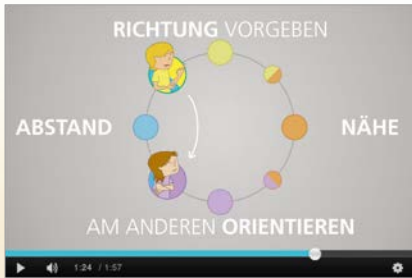 RICHTUNG VORGEBEN
ABSTAND
NÄHE
AM ANDEREN ORIENTIEREN
1:24 / 1:57